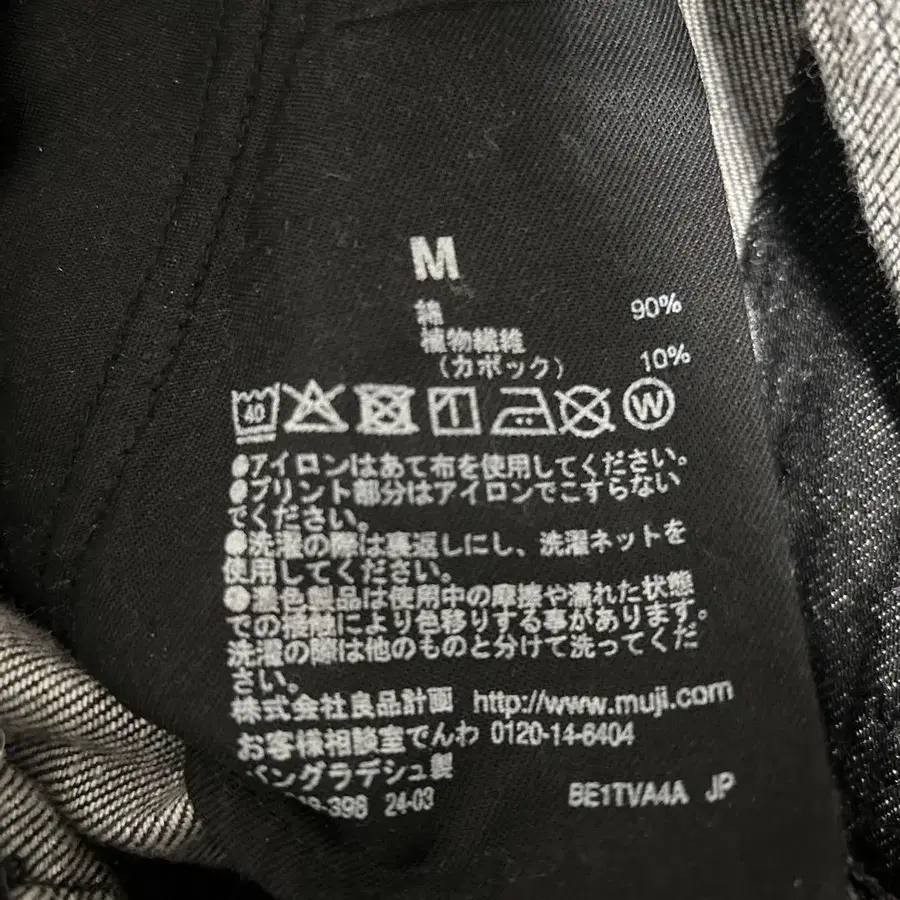 M
綿 90%
植物繊維
（カポック） 10%
40
W
●アイロンはあて布を使用してください。
●プリント部分はアイロンでこすらない
でください。
●洗濯の際は裏返しにし、洗濯ネットを
使用してください。
●濃色製品は使用中の摩擦や濡れた状態
での接触により色移りする事があります。
洗濯の際は他のものと分けて洗ってくだ
さい。
株式会社良品計画 http://www.muji.com
お客様相談室でんわ 0120-14-6404
バングラデシュ製
24-03 BE1TVA4A JP